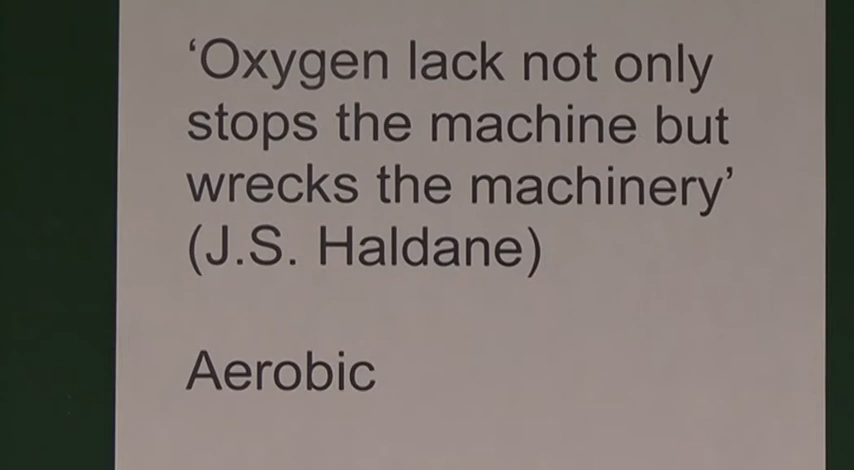 ‘Oxygen lack not only
stops the machine but
wrecks the machinery’
(J.S. Haldane)
Aerobic